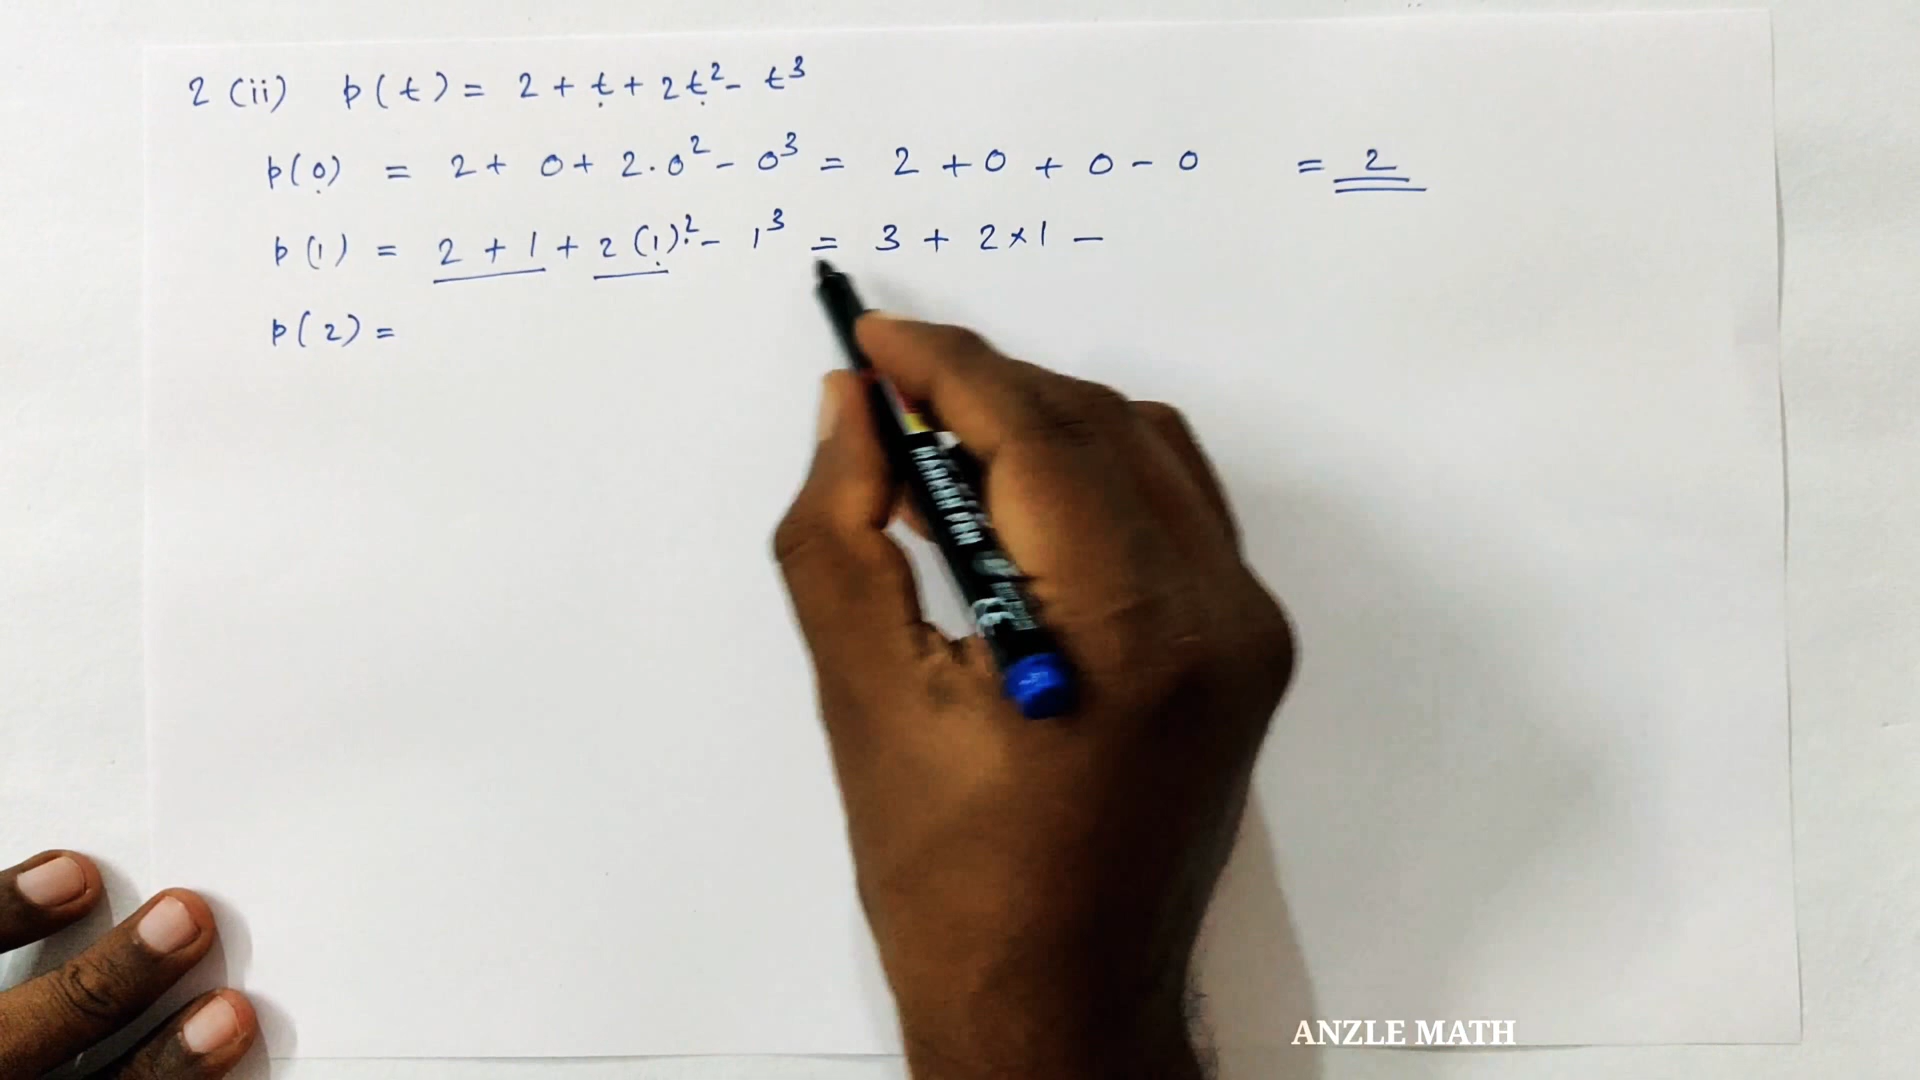 2 (ii) p(t) = 2 + t + 2t² - t³
p(0) = 2 + 0 + 2.0² - 0³ = 2 + 0 + 0 - 0 = 2
p(1) = 2 + 1 + 2(1)² - 1³ = 3 + 2×1 -
p(2) =
ANZLE MATH